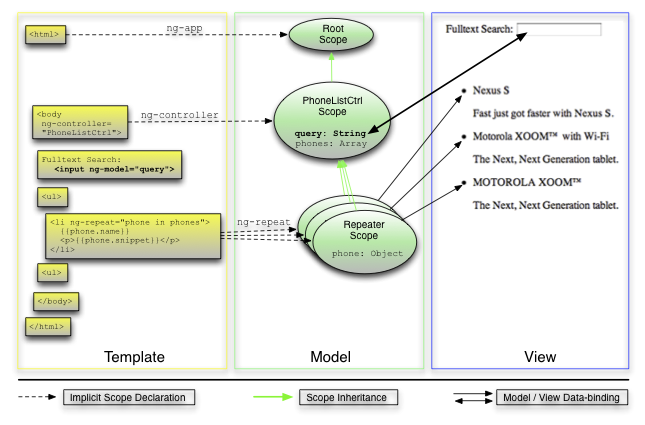 <html>
ng-app
Root
Scope
Fulltext Search:
PhoneListCtrl
Scope
query: String
phones: Array
<body
ng-controller=
"PhoneListCtrl">
ng-controller
Fulltext Search:
<input ng-model="query">
<ul>
<li ng-repeat="phone in phones">
{{phone.name}}
<p>{{phone.snippet}}</p>
</li>
ng-repeat
Repeater
Scope
phone: Object
<ul>
</body>
</html>
Nexus S
Fast just got faster with Nexus S.
Motorola XOOM™ with Wi-Fi
The Next, Next Generation tablet.
MOTOROLA XOOM™
The Next, Next Generation tablet.
Template
Model
View
Implicit Scope Declaration
Scope Inheritance
Model / View Data-binding